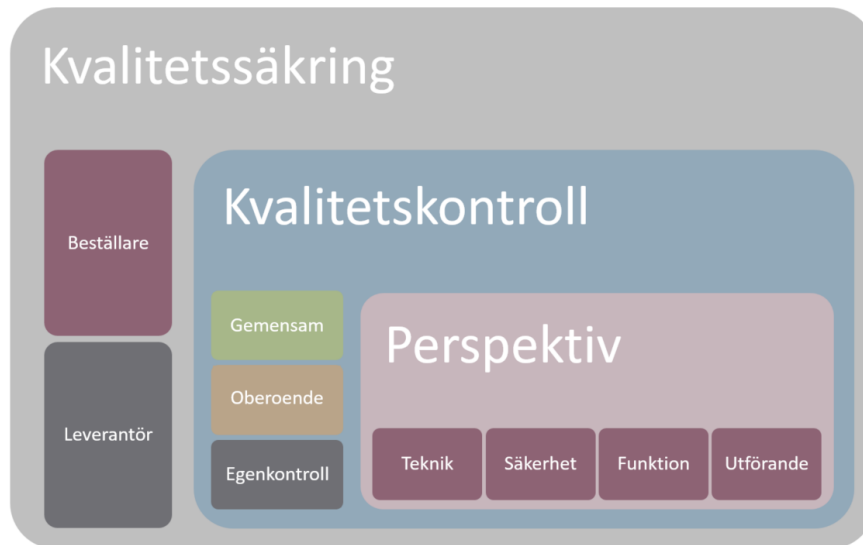 Kvalitetssäkring
Beställare
Leverantör
Kvalitetskontroll
Gemensam
Oberoende
Egenkontroll
Perspektiv
Teknik
Säkerhet
Funktion
Utförande